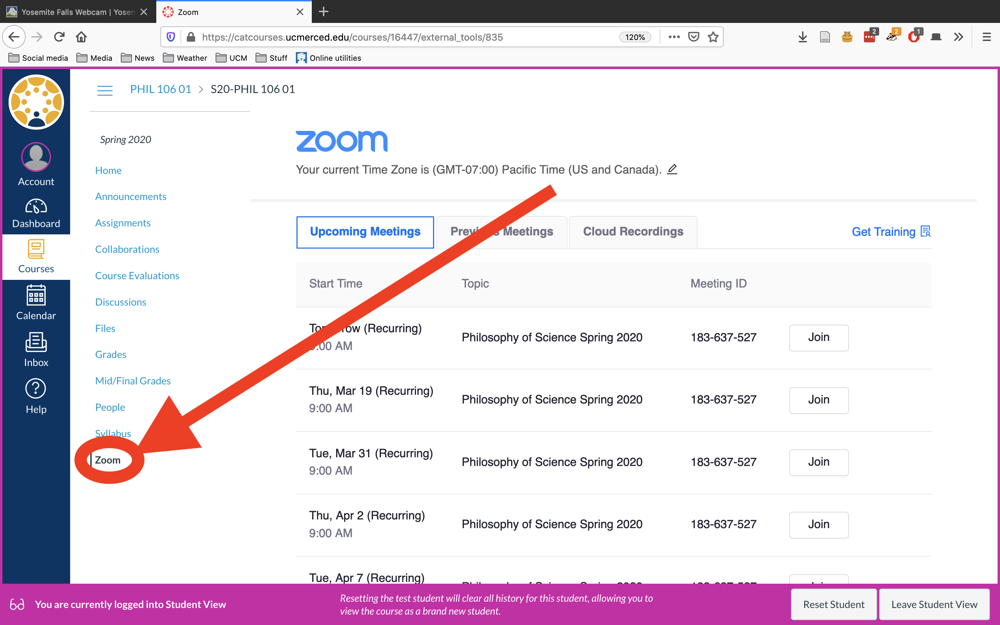 Yosemite Falls Webcam | Yosem
Zoom
https://catcourses.ucmerced.edu/courses/16447/external_tools/835
120%
2
2
1
Social media
Media
News
Weather
UCM
Stuff
Online utilities
PHIL 106 01 > S20-PHIL 106 01
Account
Dashboard
Courses
Calendar
Inbox
Help
Spring 2020
Home
Announcements
Assignments
Collaborations
Course Evaluations
Discussions
Files
Grades
Mid/Final Grades
People
Syllabus
Zoom
zoom
Your current Time Zone is (GMT-07:00) Pacific Time (US and Canada).
Upcoming Meetings
Meetings
Cloud Recordings
Get Training
Start Time
Topic
Meeting ID
(Recurring)
:00 AM
Philosophy of Science Spring 2020
183-637-527
Join
Thu, Mar 19 (Recurring)
9:00 AM
Philosophy of Science Spring 2020
183-637-527
Join
Tue, Mar 31 (Recurring)
9:00 AM
Philosophy of Science Spring 2020
183-637-527
Join
Thu, Apr 2 (Recurring)
9:00 AM
Philosophy of Science Spring 2020
183-637-527
Join
Tue, Apr 7 (Recurring)
You are currently logged into Student View
Resetting the test student will clear all history for this student, allowing you to
view the course as a brand new student.
Reset Student
Leave Student View